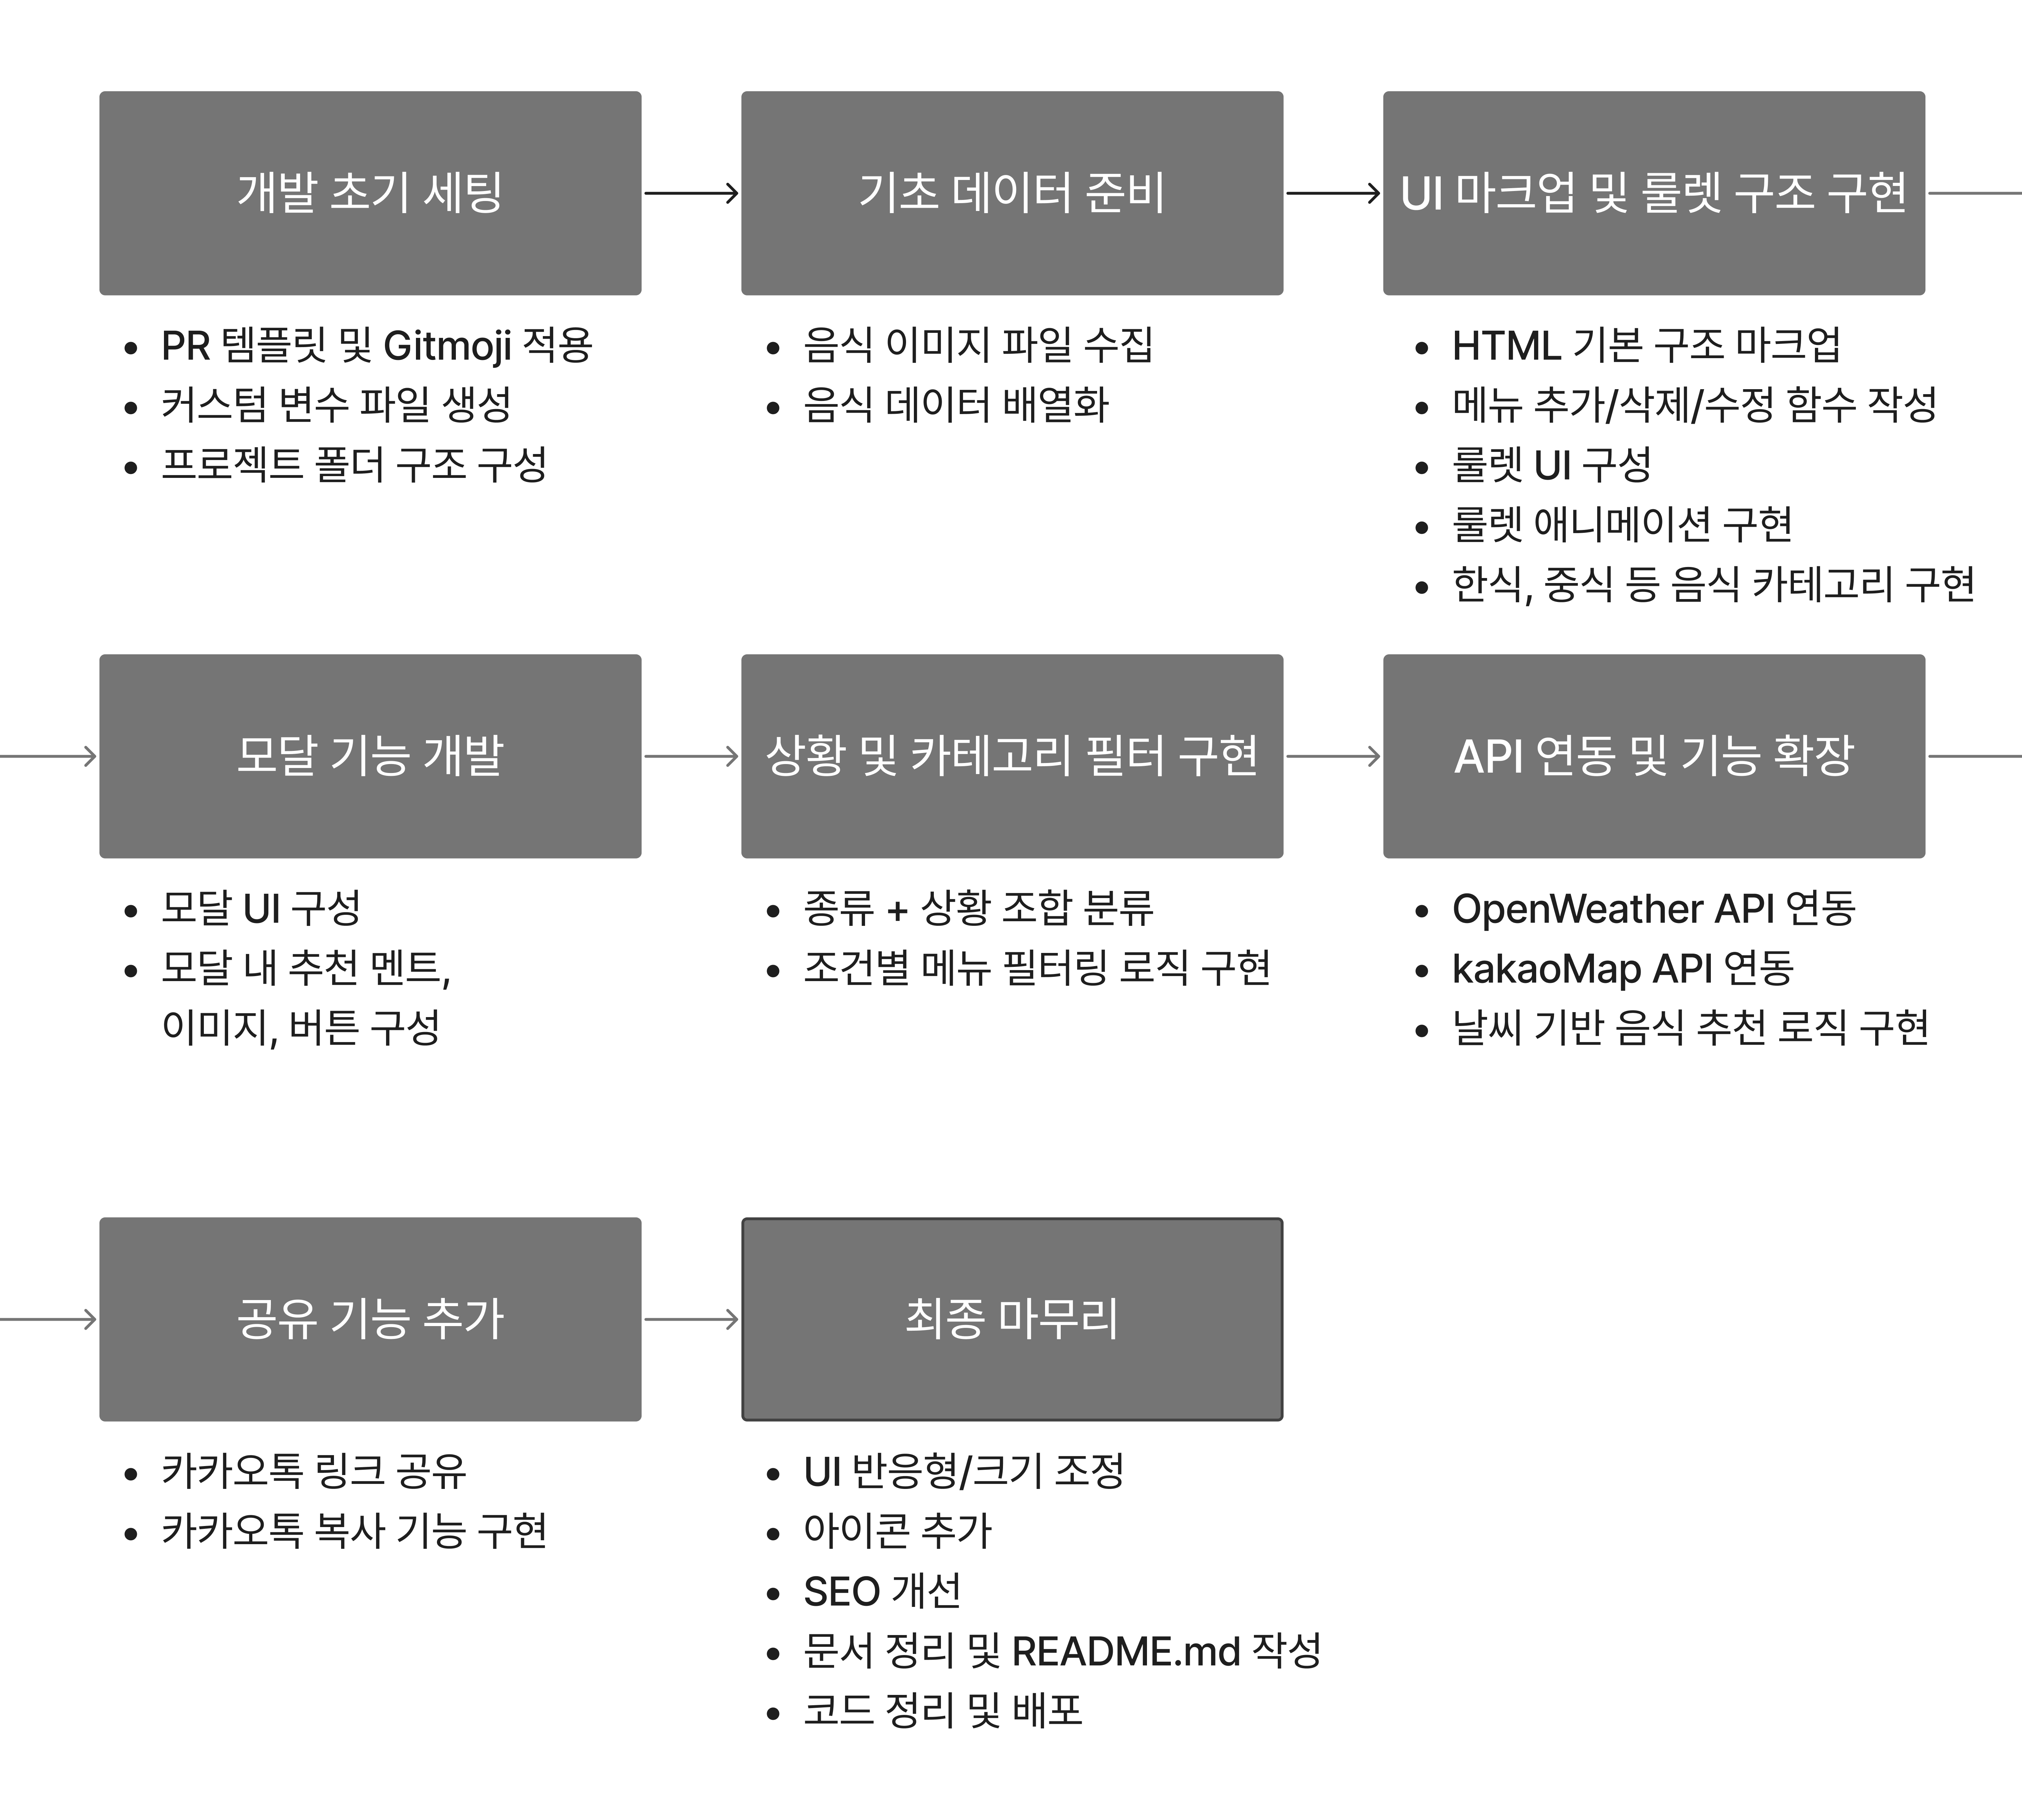 개발 초기 세팅
• PR 템플릿 및 Gitmoji 적용
• 커스텀 변수 파일 생성
• 프로젝트 폴더 구조 구성
기초 데이터 준비
• 음식 이미지 파일 수집
• 음식 데이터 배열화
UI 마크업 및 룰렛 구조 구현
• HTML 기본 구조 마크업
• 메뉴 추가/삭제/수정 함수 작성
• 룰렛 UI 구성
• 룰렛 애니메이션 구현
• 한식, 중식 등 음식 카테고리 구현
모달 기능 개발
• 모달 UI 구성
• 모달 내 추천 멘트,
이미지, 버튼 구성
상황 및 카테고리 필터 구현
• 종류 + 상황 조합 분류
• 조건별 메뉴 필터링 로직 구현
API 연동 및 기능 확장
• OpenWeather API 연동
• kakaoMap API 연동
• 날씨 기반 음식 추천 로직 구현
공유 기능 추가
• 카카오톡 링크 공유
• 카카오톡 복사 기능 구현
최종 마무리
• UI 반응형/크기 조정
• 아이콘 추가
• SEO 개선
• 문서 정리 및 README.md 작성
• 코드 정리 및 배포